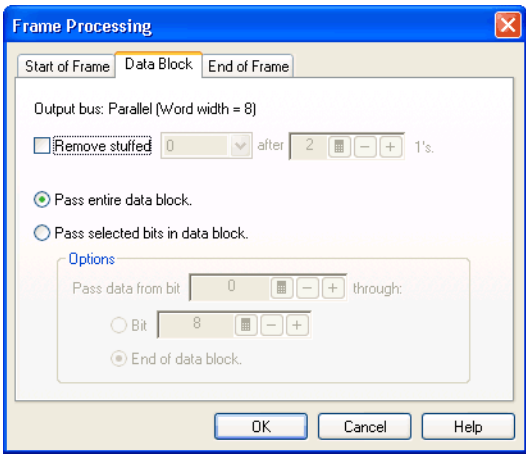 Frame Processing
Start of Frame Data Block End of Frame
Output bus: Parallel (Word width = 8)
Remove stuffed 0 after 2 1's.
Pass entire data block.
Pass selected bits in data block.
Options
Pass data from bit 0 through:
Bit 8
End of data block.
OK Cancel Help